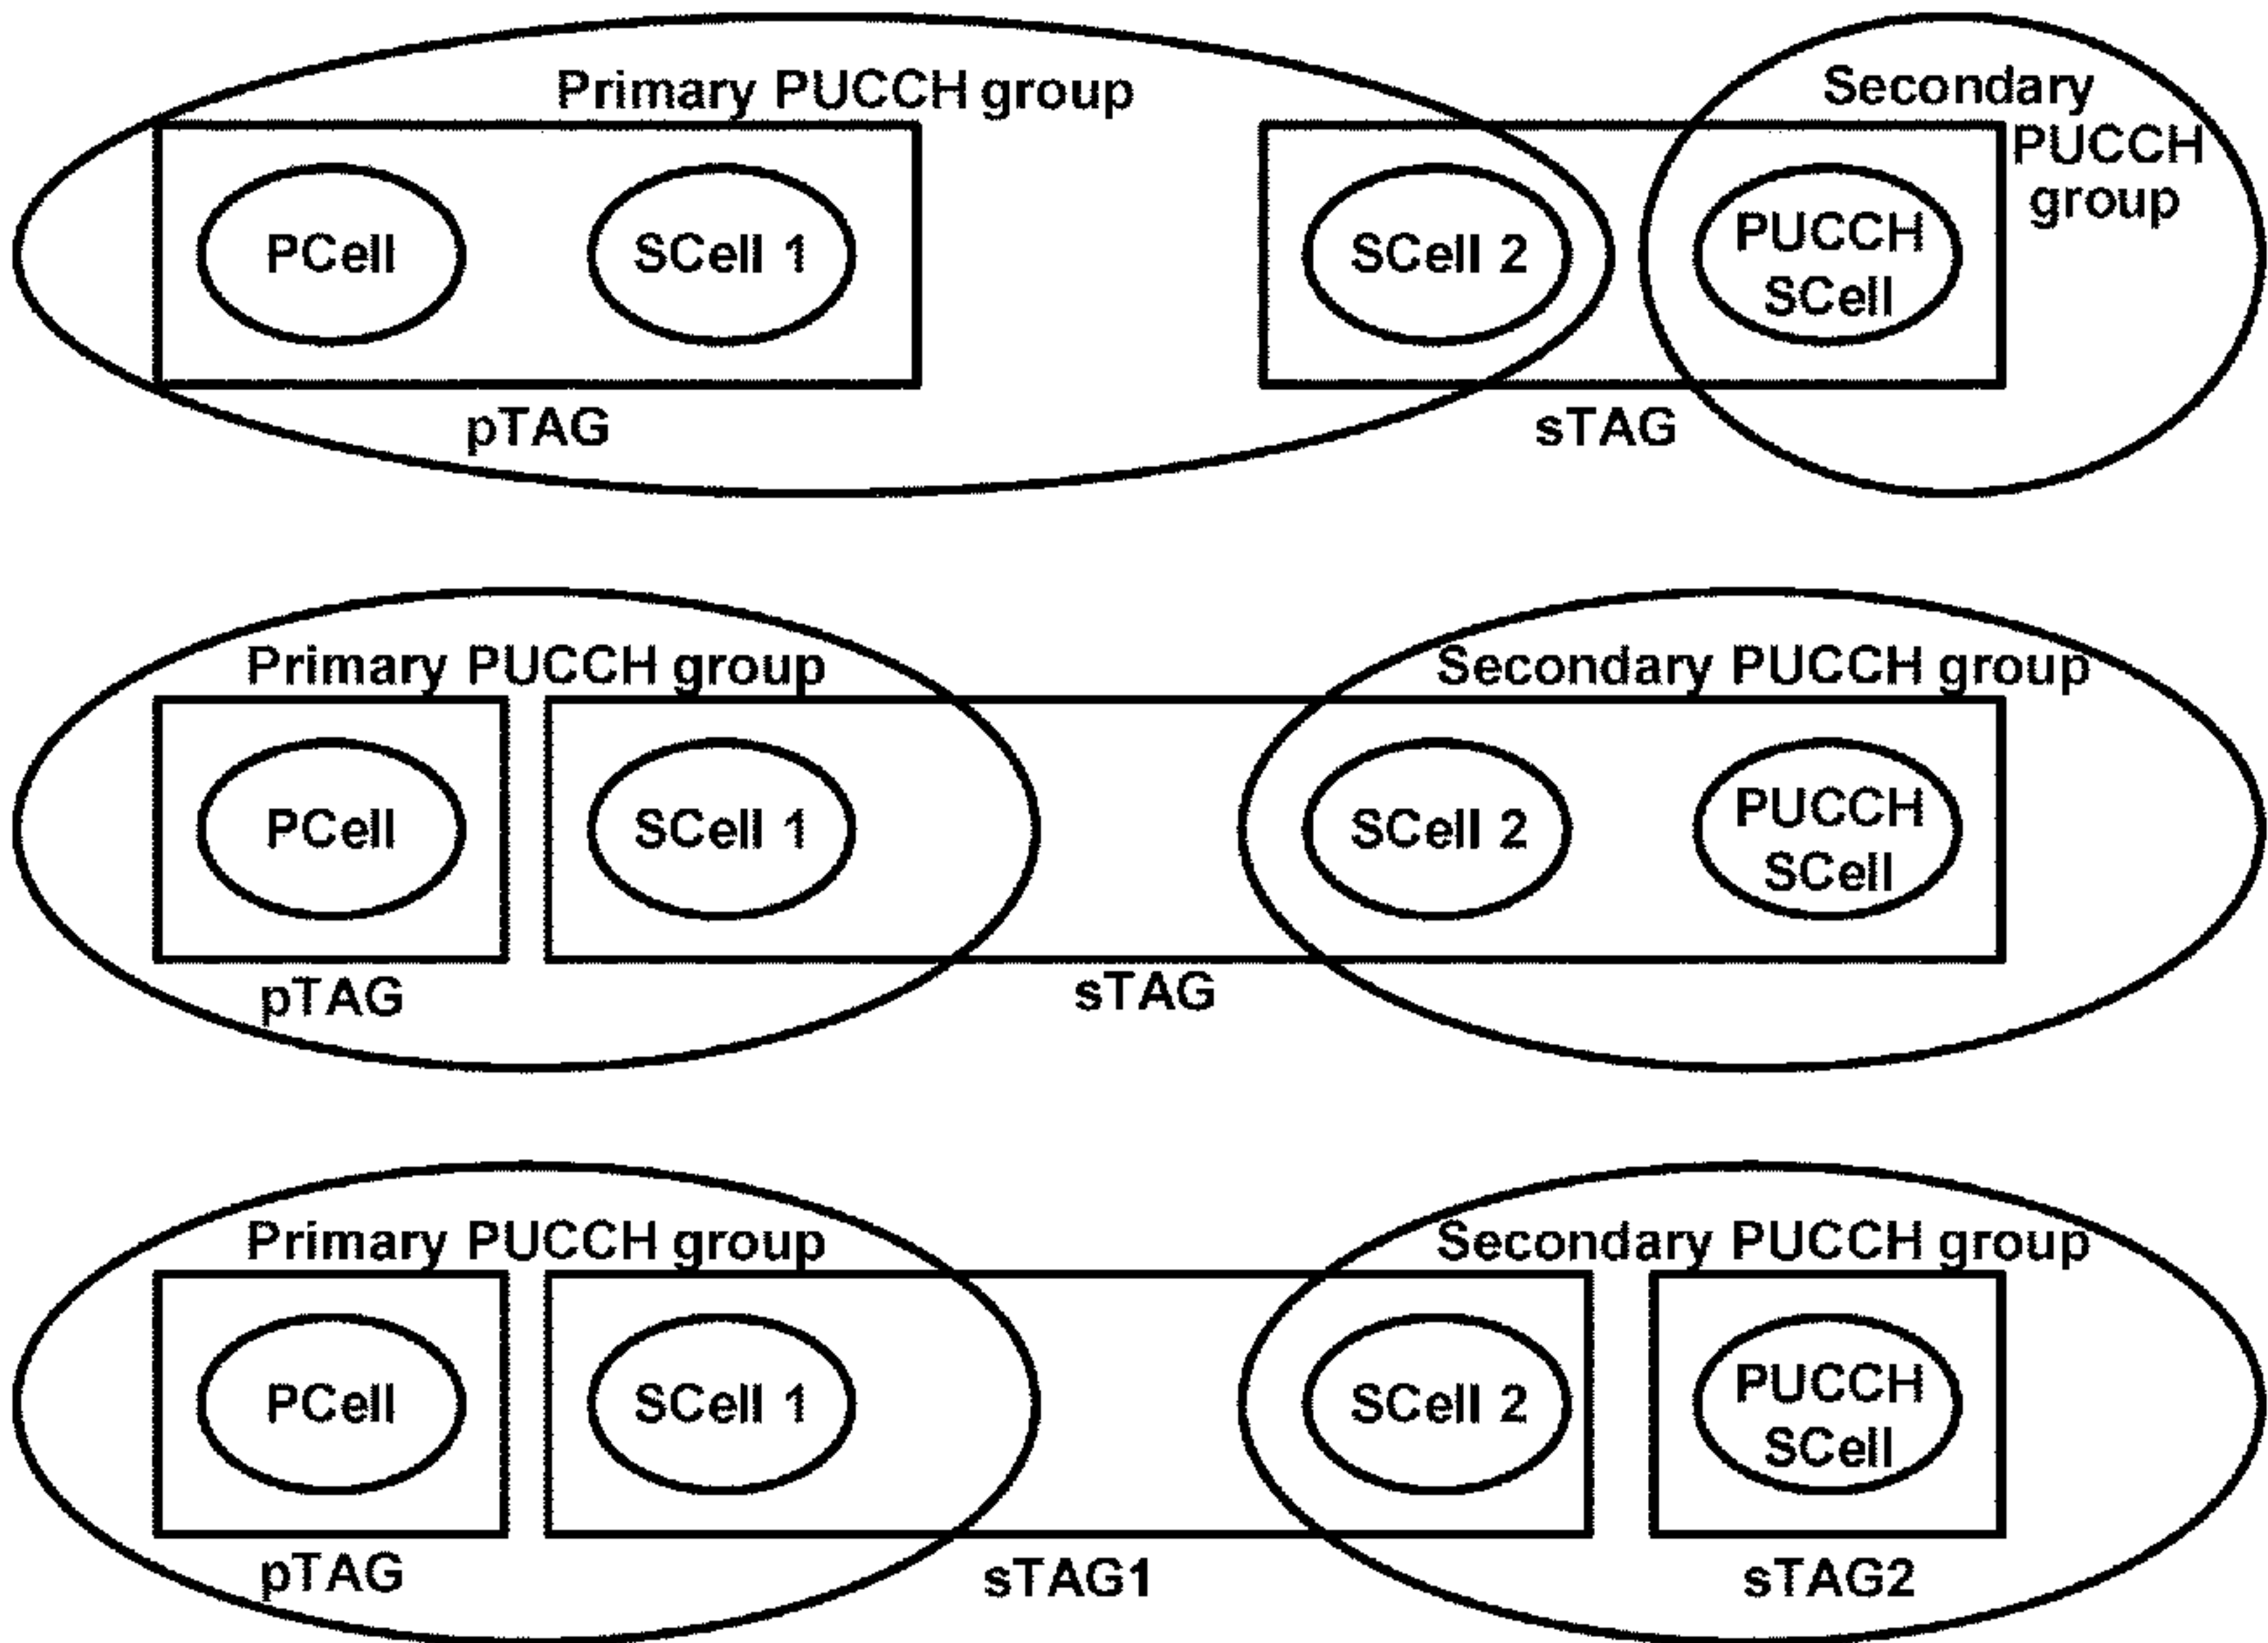 Primary PUCCH group
Secondary
PUCCH
group
PCell
SCell 1
SCell 2
PUCCH
SCell
pTAG
sTAG
Primary PUCCH group
Secondary PUCCH group
PCell
SCell 1
SCell 2
PUCCH
SCell
pTAG
sTAG
Primary PUCCH group
Secondary PUCCH group
PCell
SCell 1
SCell 2
PUCCH
SCell
pTAG
sTAG1
sTAG2